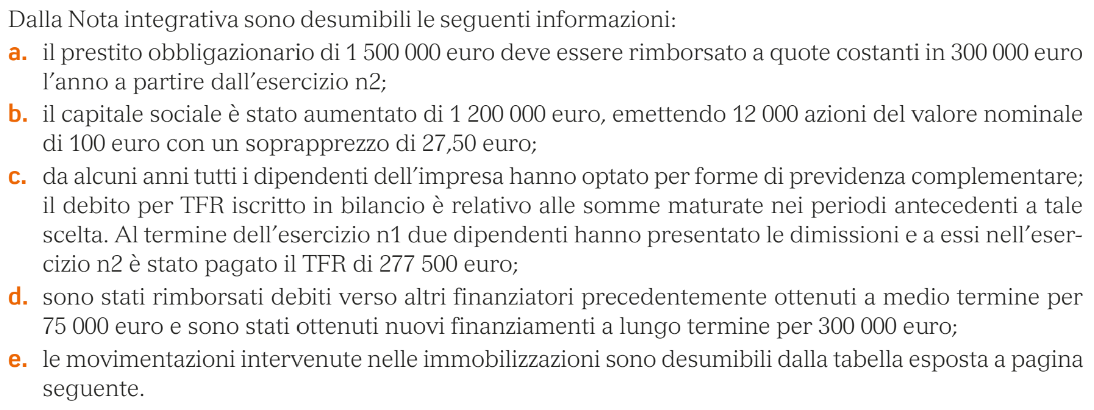 Dalla Nota integrativa sono desumibili le seguenti informazioni:
a. il prestito obbligazionario di 1 500 000 euro deve essere rimborsato a quote costanti in 300 000 euro
l'anno a partire dall'esercizio n2;
b. il capitale sociale è stato aumentato di 1 200 000 euro, emettendo 12 000 azioni del valore nominale
di 100 euro con un soprapprezzo di 27,50 euro;
c. da alcuni anni tutti i dipendenti dell'impresa hanno optato per forme di previdenza complementare;
il debito per TFR iscritto in bilancio è relativo alle somme maturate nei periodi antecedenti a tale
scelta. Al termine dell'esercizio n1 due dipendenti hanno presentato le dimissioni e a essi nell'eser-
cizio n2 è stato pagato il TFR di 277 500 euro;
d. sono stati rimborsati debiti verso altri finanziatori precedentemente ottenuti a medio termine per
75 000 euro e sono stati ottenuti nuovi finanziamenti a lungo termine per 300 000 euro;
e. le movimentazioni intervenute nelle immobilizzazioni sono desumibili dalla tabella esposta a pagina
seguente.